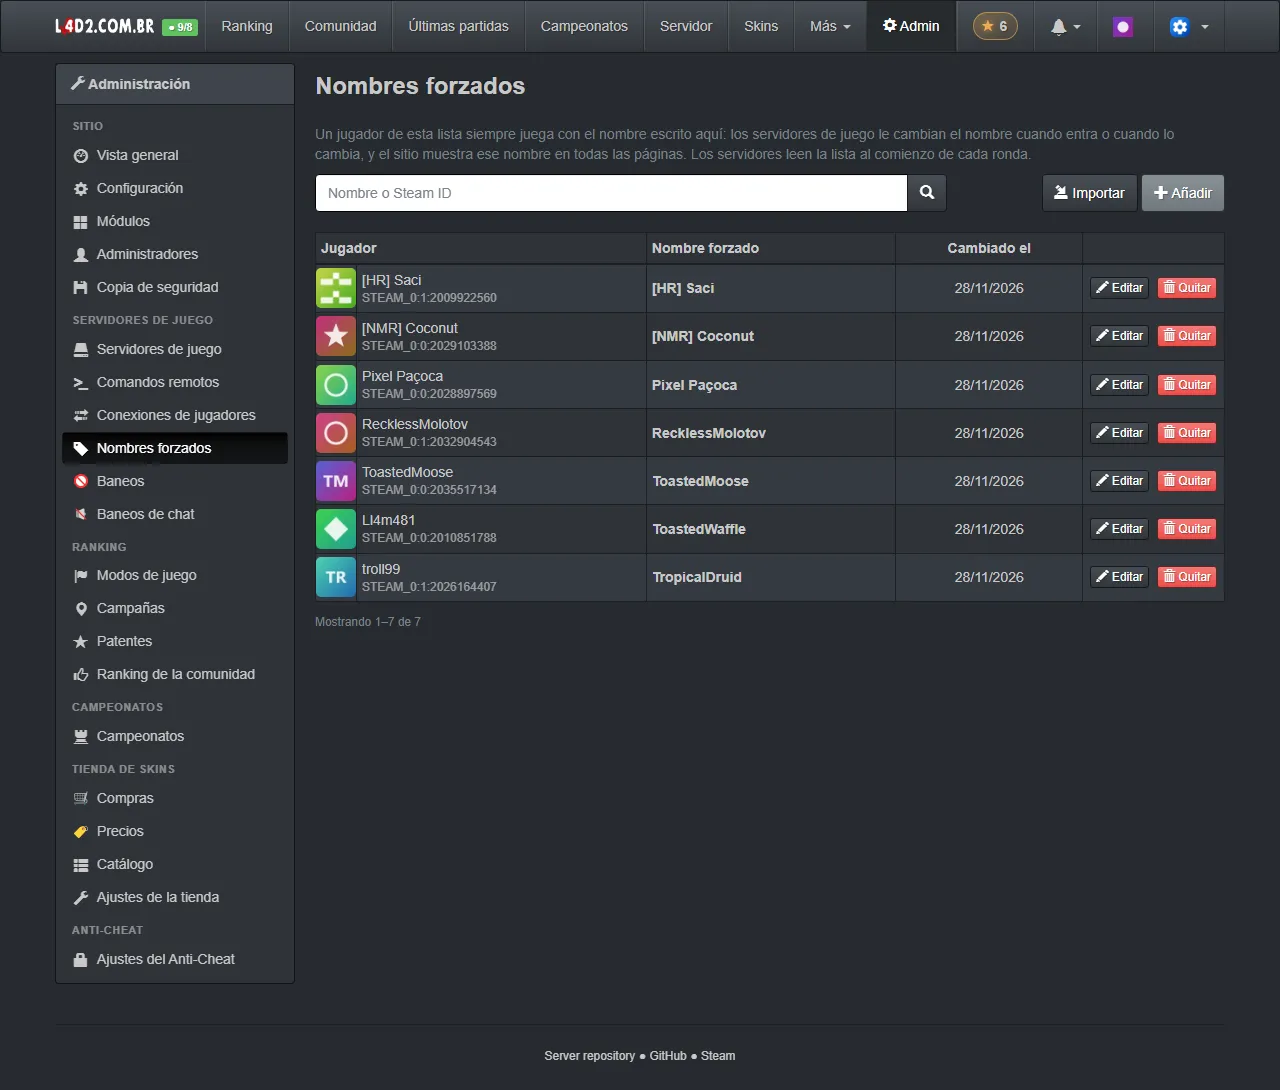 L4D2.COM.BR
● 9/8
Ranking
Comunidad
Últimas partidas
Campeonatos
Servidor
Skins
Más
Admin
★ 6
Administración
SITIO
Vista general
Configuración
Módulos
Administradores
Copia de seguridad
SERVIDORES DE JUEGO
Servidores de juego
Comandos remotos
Conexiones de jugadores
Nombres forzados
Baneos
Baneos de chat
RANKING
Modos de juego
Campañas
Patentes
Ranking de la comunidad
CAMPEONATOS
Campeonatos
TIENDA DE SKINS
Compras
Precios
Catálogo
Ajustes de la tienda
ANTI-CHEAT
Ajustes del Anti-Cheat
Nombres forzados
Un jugador de esta lista siempre juega con el nombre escrito aquí: los servidores de juego le cambian el nombre cuando entra o cuando lo
cambia, y el sitio muestra ese nombre en todas las páginas. Los servidores leen la lista al comienzo de cada ronda.
Nombre o Steam ID
Importar
Añadir
Jugador Nombre forzado Cambiado el
[HR] Saci
STEAM_0:1:2009922560
[HR] Saci 28/11/2026 Editar Quitar
[NMR] Coconut
STEAM_0:0:2029103388
[NMR] Coconut 28/11/2026 Editar Quitar
Pixel Paçoca
STEAM_0:0:2028897569
Pixel Paçoca 28/11/2026 Editar Quitar
RecklessMolotov
STEAM_0:1:2032904543
RecklessMolotov 28/11/2026 Editar Quitar
TM
ToastedMoose
STEAM_0:0:2035517134
ToastedMoose 28/11/2026 Editar Quitar
Ll4m481
STEAM_0:0:2010851788
ToastedWaffle 28/11/2026 Editar Quitar
TR
troll99
STEAM_0:1:2026164407
TropicalDruid 28/11/2026 Editar Quitar
Mostrando 1–7 de 7
Server repository ● GitHub ● Steam